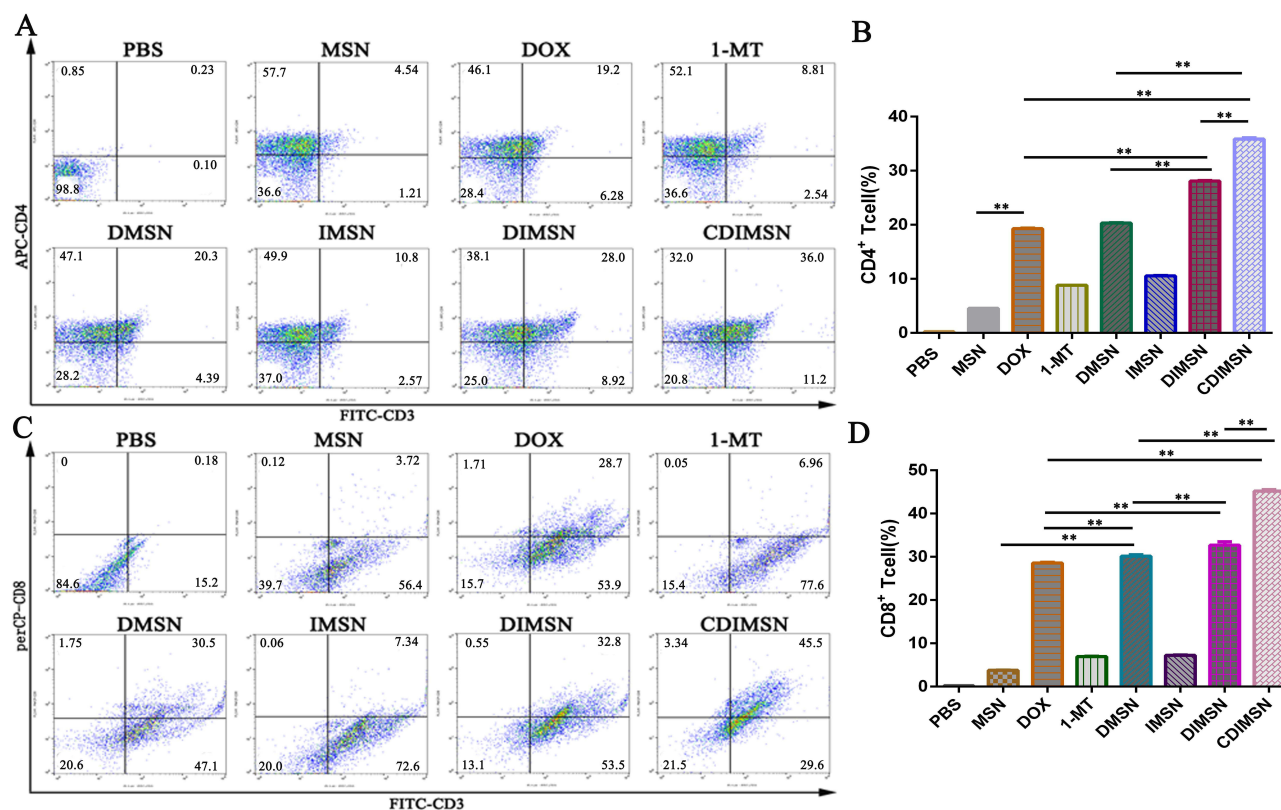 A
B
PBS
MSN
DOX
1-MT
0.85
0.23
57.7
4.54
46.1
19.2
52.1
8.81
98.8
0.10
36.6
1.21
28.4
6.28
36.6
2.54
DMSN
IMSN
DIMSN
CDIMSN
47.1
20.3
49.9
10.8
38.1
28.0
32.0
36.0
28.2
4.39
37.0
2.57
25.0
8.92
20.8
11.2
APC-CD4
FITC-CD3
CD4+ Tcell(%)
40
30
20
10
0
**
**
**
**
**
**
PBS
MSN
DOX
1-MT
DMSN
IMSN
DIMSN
CDIMSN
C
D
PBS
MSN
DOX
1-MT
0
0.18
0.12
3.72
1.71
28.7
0.05
6.96
84.6
15.2
39.7
56.4
15.7
53.9
15.4
77.6
DMSN
IMSN
DIMSN
CDIMSN
1.75
30.5
0.06
7.34
0.55
32.8
3.34
45.5
20.6
47.1
20.0
72.6
13.1
53.5
21.5
29.6
perCP-CD8
FITC-CD3
CD8+ Tcell(%)
50
40
30
20
10
0
**
**
**
**
**
**
**
PBS
MSN
DOX
1-MT
DMSN
IMSN
DIMSN
CDIMSN